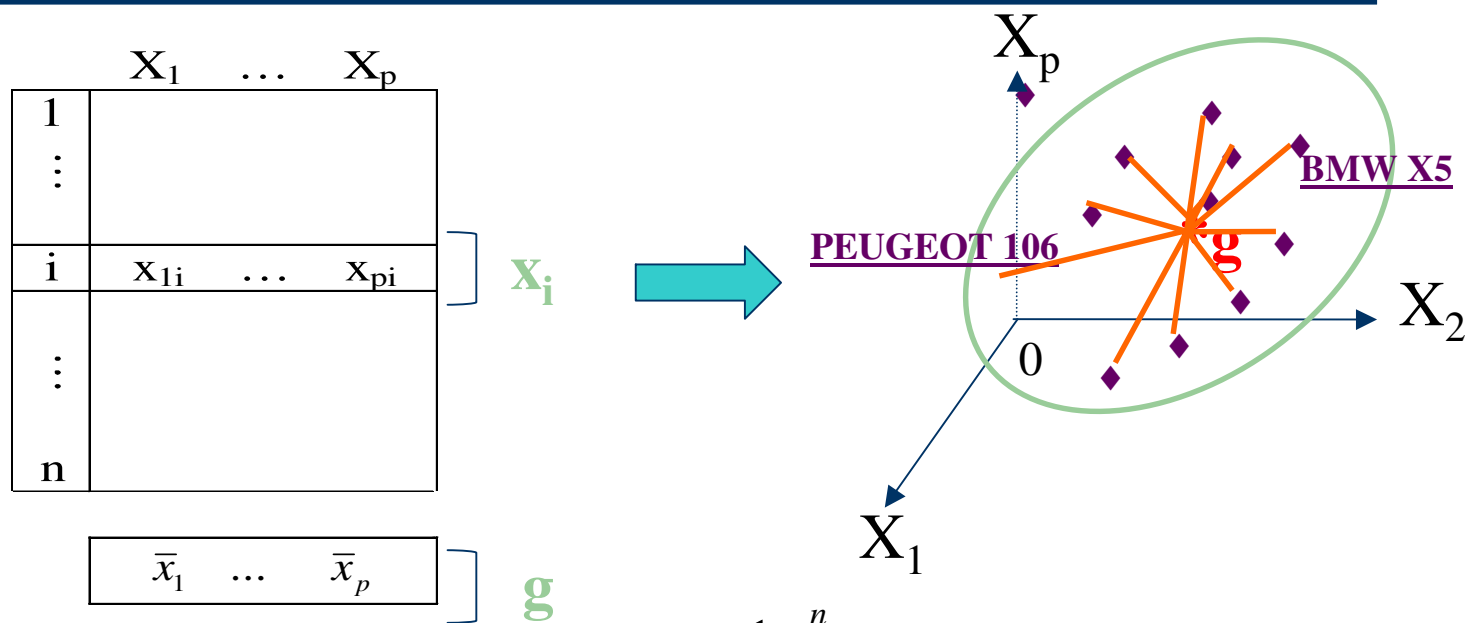 X₁ … Xₚ
1
⋮
i x₁ᵢ … xₚᵢ
xᵢ
⋮
n
x̄₁ ... x̄ₚ
g
Xₚ
BMW X5
PEUGEOT 106
g
X₂
0
X₁
n